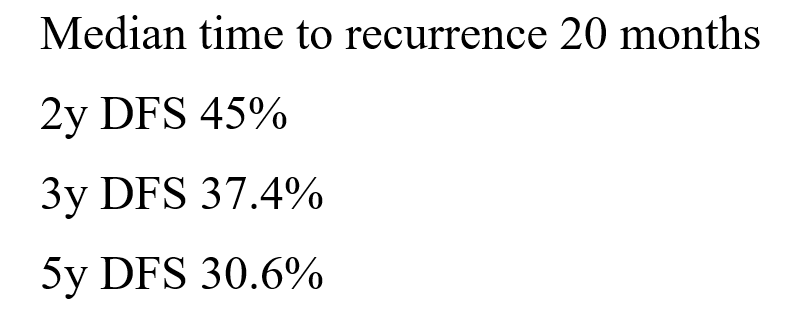 Median time to recurrence 20 months
2y DFS 45%
3y DFS 37.4%
5y DFS 30.6%